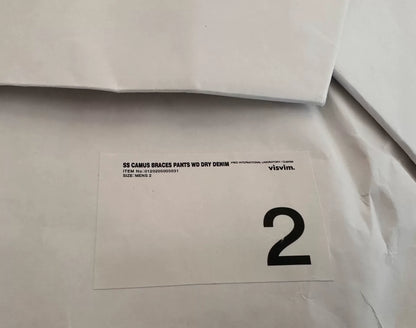 SS CAMUS BRACES PANTS WD DRY DENIM
visvim.
ITEM No:
SIZE: MENS 2
2